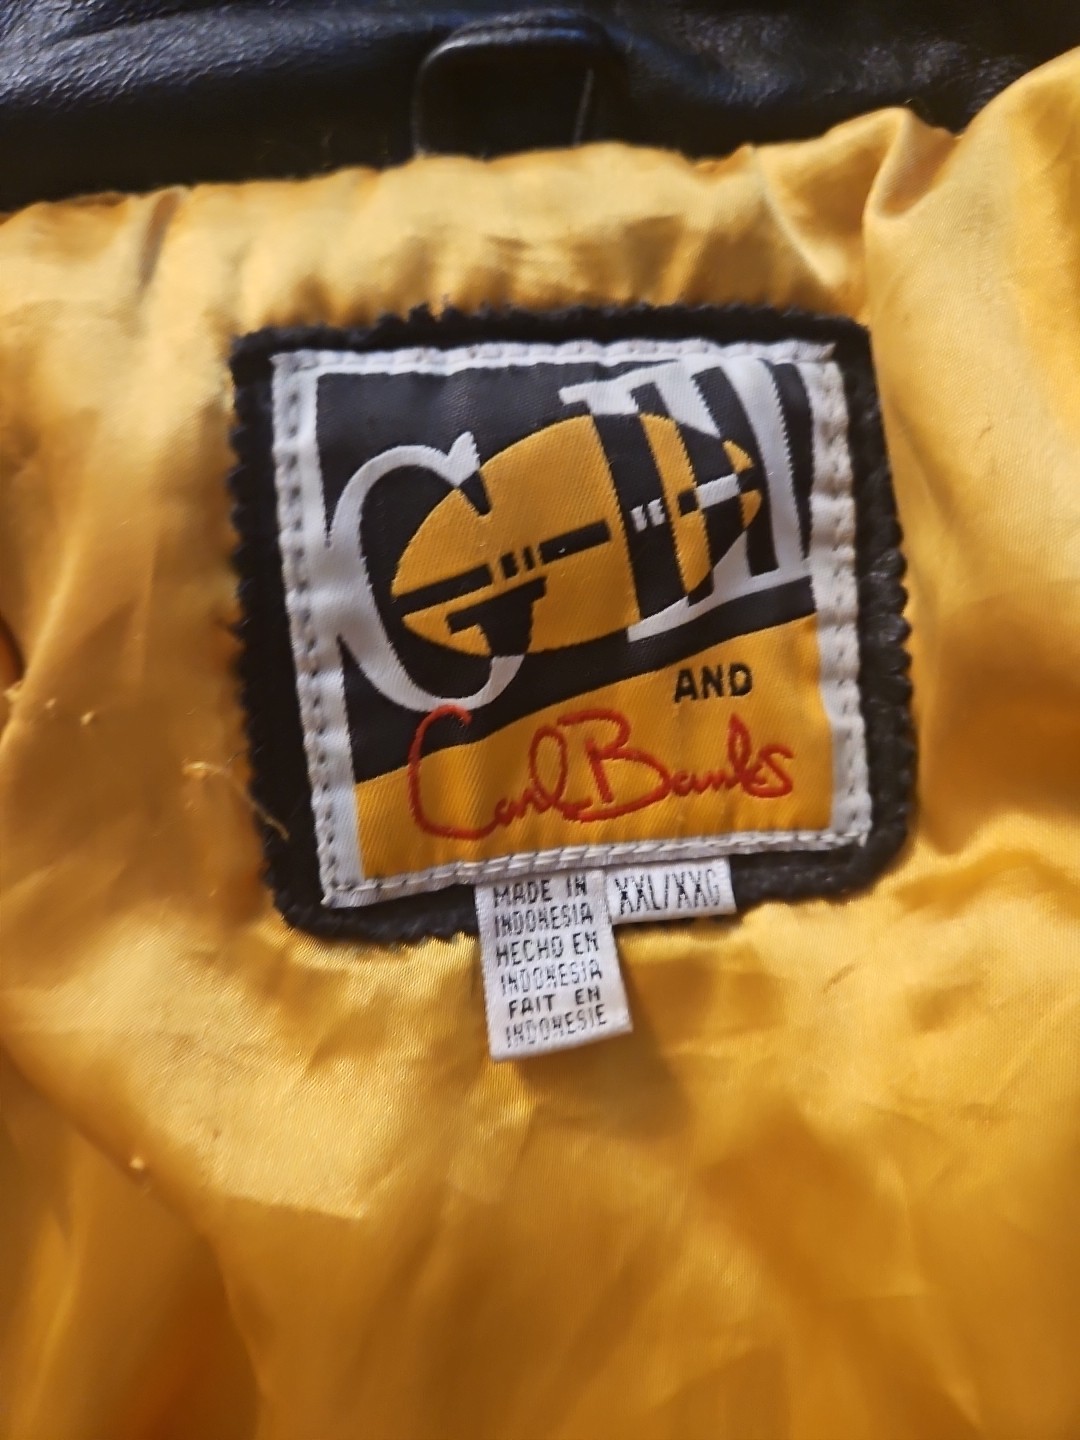 G-III
AND
Carl Banks
MADE IN
INDONESIA
HECHO EN
INDONESIA
FAIT EN
INDONESIE
XXL/XXG